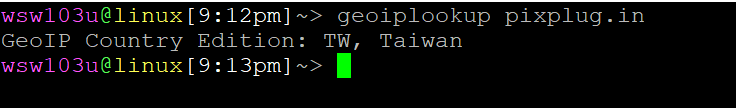 wsw103u@linux[9:12pm]~> geoiplookup pixplug.in
GeoIP Country Edition: TW, Taiwan
wsw103u@linux[9:13pm]~>